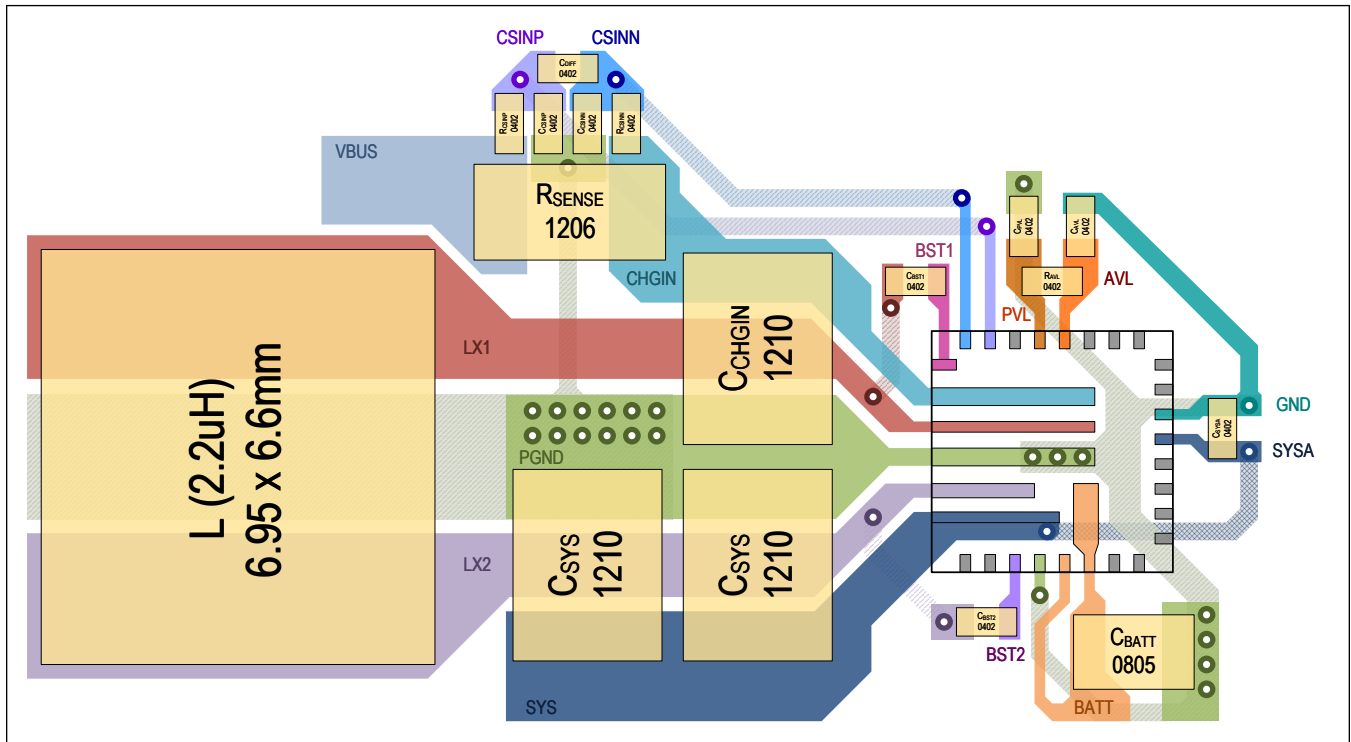 CSINP
CSINN
CDIFF
0402
RCSINP
0402
CCSINP
0402
CCSINN
0402
RCSINN
0402
VBUS
RSENSE
1206
CPVL
0402
CAVL
0402
BST1
CHGIN
CBST1
0402
RAVL
0402
AVL
PVL
LX1
CCHGIN
1210
L (2.2uH)
6.95 x 6.6mm
GND
CSYSA
0402
SYSA
PGND
LX2
CSYS
1210
CSYS
1210
CBST2
0402
BST2
CBATT
0805
SYS
BATT